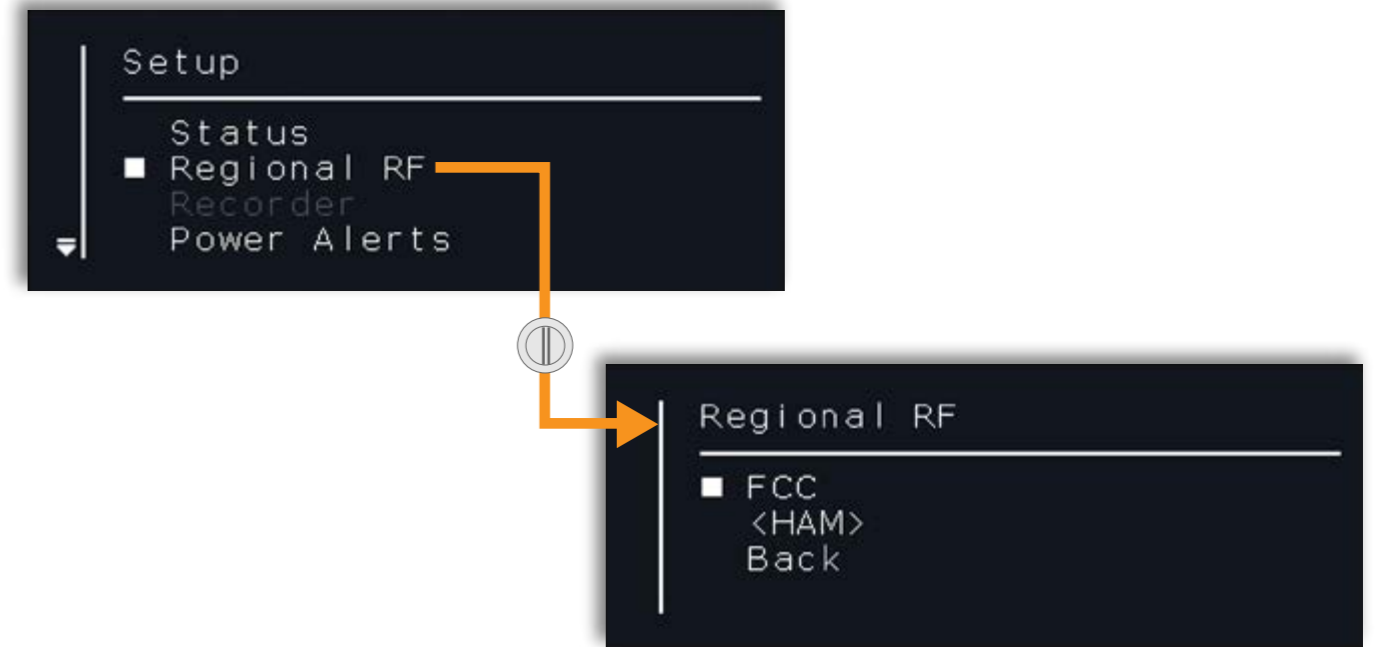 Setup
Status
Regional RF
Recorder
Power Alerts
Regional RF
FCC
<HAM>
Back